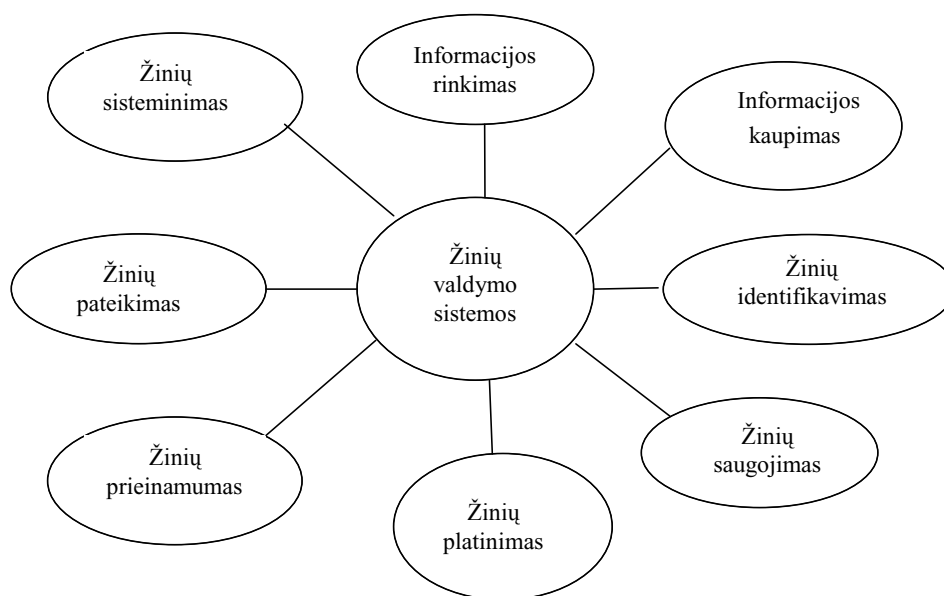 Žinių
sisteminimas
Informacijos
rinkimas
Informacijos
kaupimas
Žinių
pateikimas
Žinių
valdymo
sistemos
Žinių
identifikavimas
Žinių
prieinamumas
Žinių
platinimas
Žinių
saugojimas